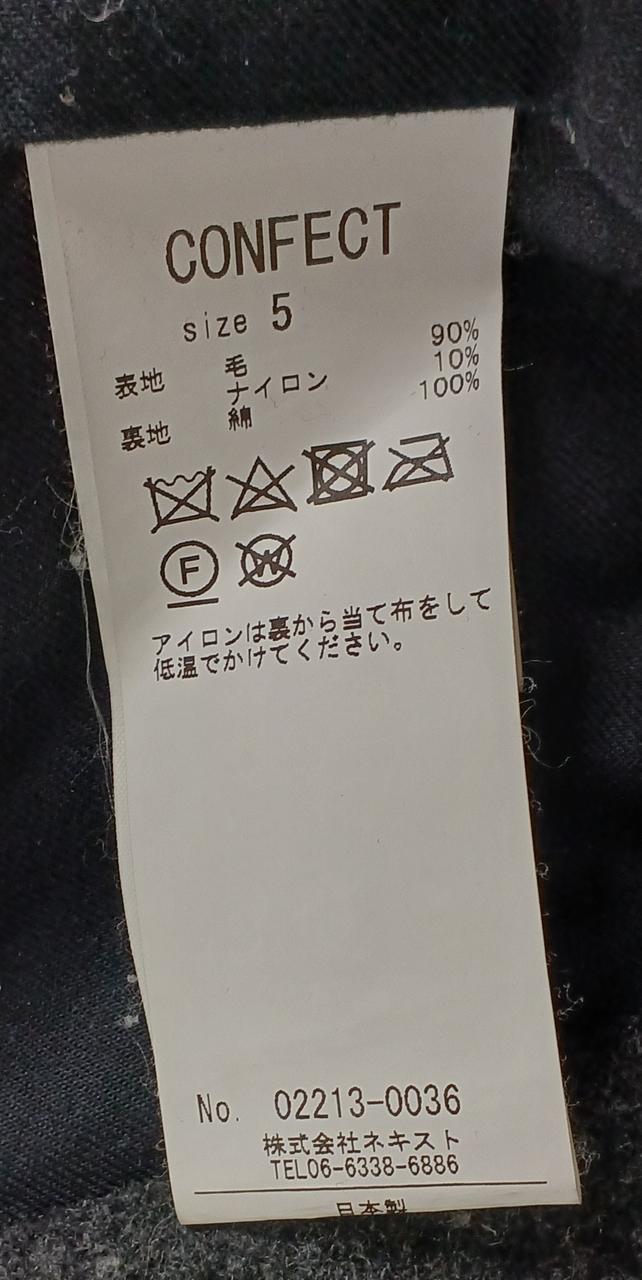 CONFECT
size 5
表地 毛 90%
ナイロン 10%
裏地 綿 100%
F
W
アイロンは裏から当て布をして
低温でかけてください。
No. 02213-0036
株式会社ネキスト
TEL06-6338-6886
日本製